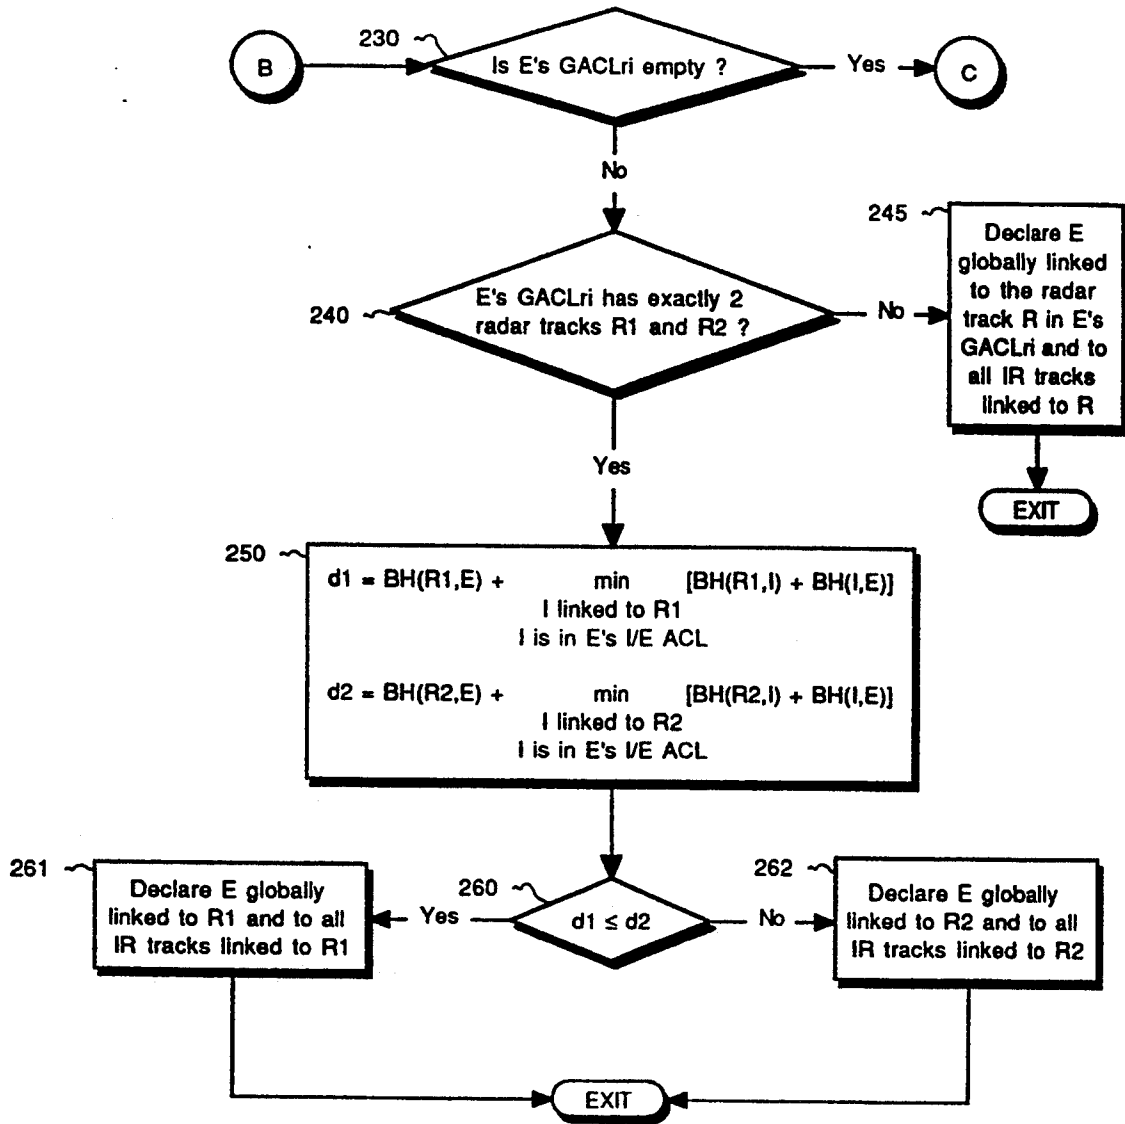 230
B
Is E's GACLri empty ?
Yes
C
No
245
Declare E
globally linked
to the radar
track R in E's
GACLri and to
all IR tracks
linked to R
240
E's GACLri has exactly 2
radar tracks R1 and R2 ?
No
Yes
EXIT
250
d1 = BH(R1,E) + min [BH(R1,I) + BH(I,E)]
I linked to R1
I is in E's I/E ACL
d2 = BH(R2,E) + min [BH(R2,I) + BH(I,E)]
I linked to R2
I is in E's I/E ACL
261
Declare E globally
linked to R1 and to all
IR tracks linked to R1
Yes
260
d1 ≤ d2
No
262
Declare E globally
linked to R2 and to all
IR tracks linked to R2
EXIT